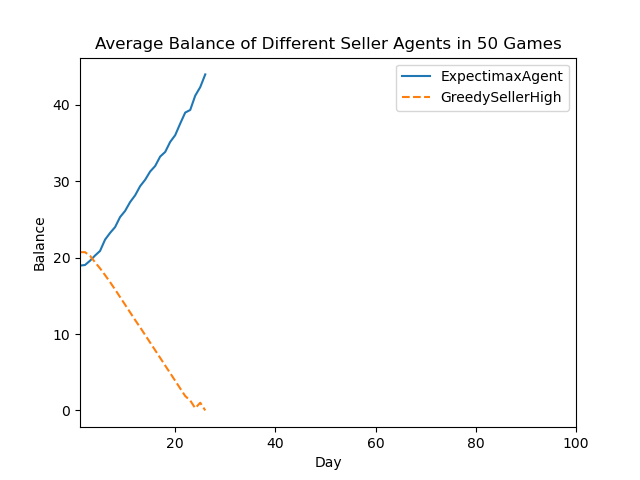 Average Balance of Different Seller Agents in 50 Games
ExpectimaxAgent
GreedySellerHigh
40
30
20
10
0
Balance
20 40 60 80 100
Day